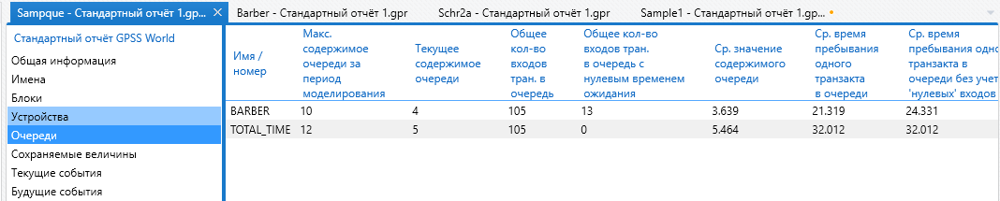 Sampque - Стандартный отчёт 1.gp... ×
Barber - Стандартный отчёт 1.gpr
Schr2a - Стандартный отчёт 1.gpr
Sample1 - Стандартный отчёт 1.gp...
Стандартный отчёт GPSS World
Общая информация
Имена
Блоки
Устройства
Очереди
Сохраняемые величины
Текущие события
Будущие события
Имя /
номер
Макс.
содержимое
очереди за
период
моделирования
Текущее
содержимое
очереди
Общее
кол-во
входов
тран. в
очередь
Общее кол-во
входов тран.
в очередь с
нулевым временем
ожидания
Ср. значение
содержимого
очереди
Ср. время
пребывания
одного
транзакта
в очереди
Ср. время
пребывания одно
транзакта в
очереди без учет
'нулевых' входов
BARBER 10 4 105 13 3.639 21.319 24.331
TOTAL_TIME 12 5 105 0 5.464 32.012 32.012